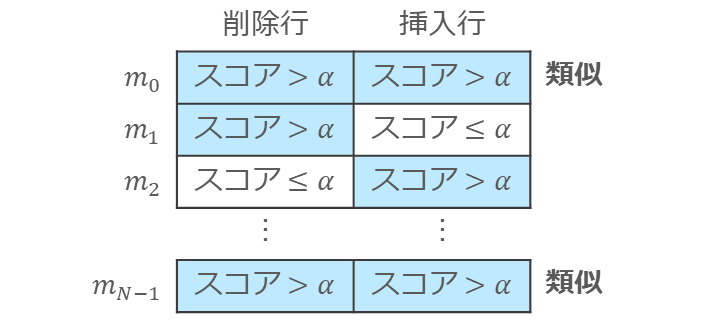 削除行 挿入行
m₀ スコア > α スコア > α 類似
m₁ スコア > α スコア ≤ α
m₂ スコア ≤ α スコア > α
⋮ ⋮
m_{N−1} スコア > α スコア > α 類似